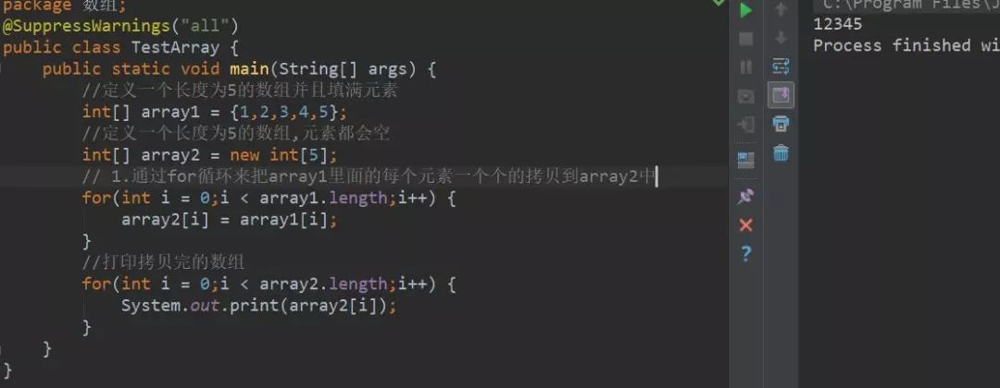 package 数组;
@SuppressWarnings("all")
public class TestArray {
public static void main(String[] args) {
//定义一个长度为5的数组并且填满元素
int[] array1 = {1,2,3,4,5};
//定义一个长度为5的数组,元素都会空
int[] array2 = new int[5];
// 1.通过for循环来把array1里面的每个元素一个个的拷贝到array2中
for(int i = 0;i < array1.length;i++) {
array2[i] = array1[i];
}
//打印拷贝完的数组
for(int i = 0;i < array2.length;i++) {
System.out.print(array2[i]);
}
}
}
C:\Program Files\J
12345
Process finished wi